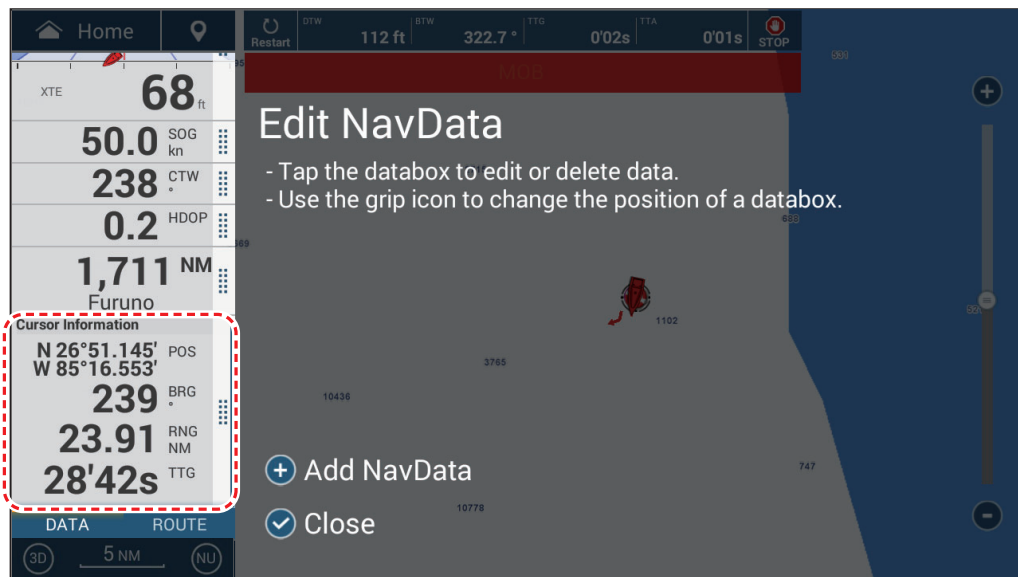 Home
Restart
DTW
112 ft
BTW
322.7 °
TTG
0'02s
TTA
0'01s
STOP
MOB
XTE
68 ft
50.0 SOG kn
238 CTW °
0.2 HDOP
1,711 NM
Furuno
Cursor Information
N 26°51.145' POS
W 85°16.553'
239 BRG °
23.91 RNG NM
28'42s TTG
DATA ROUTE
3D 5 NM NU
Edit NavData
- Tap the databox to edit or delete data.
- Use the grip icon to change the position of a databox.
1102
3765
10436
747
10778
Add NavData
Close